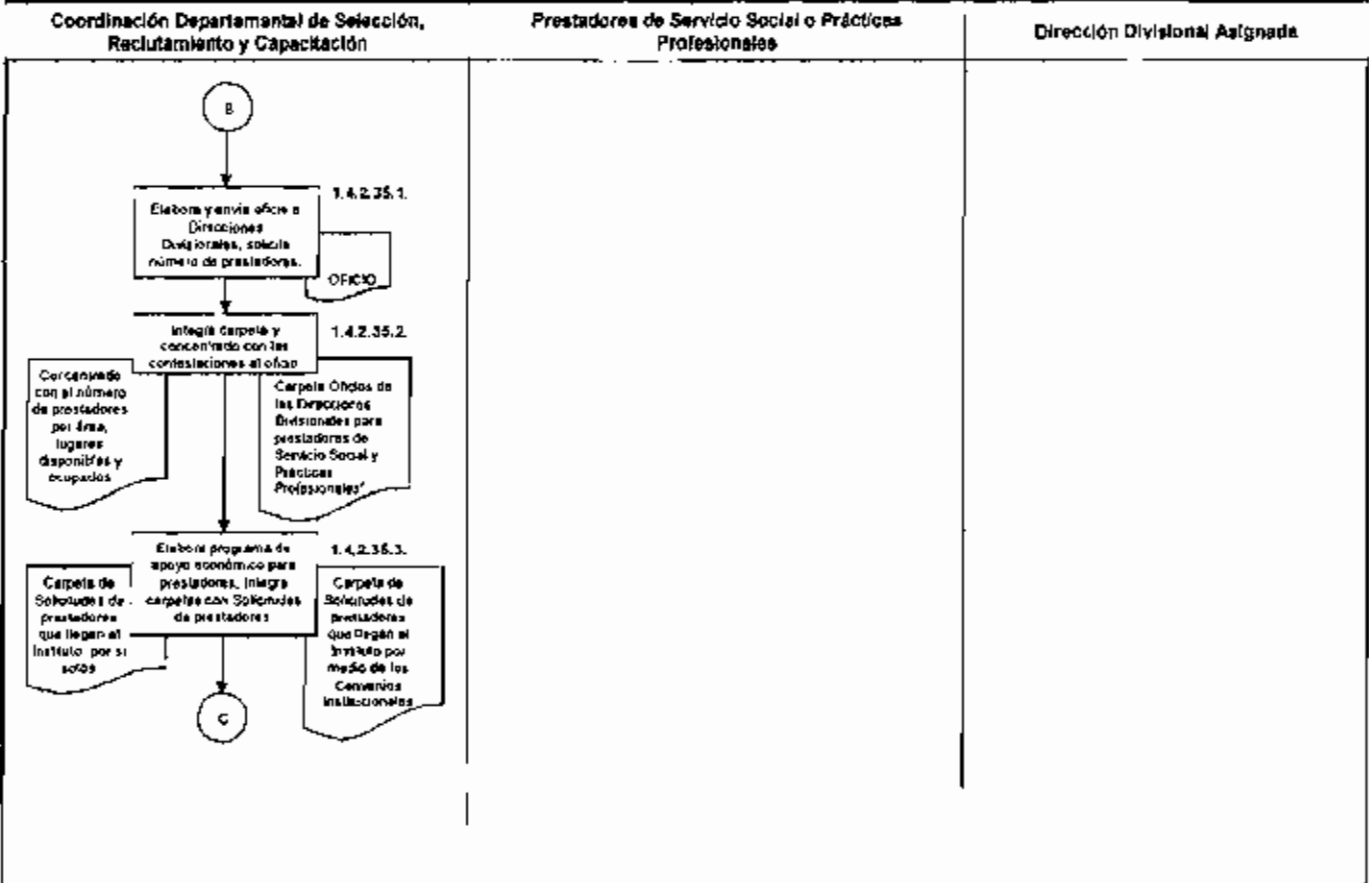 Coordinación Departamental de Selección,
Reclutamiento y Capacitación
Prestadores de Servicio Social o Prácticas
Profesionales
Dirección Divisional Asignada
B
1.4.2.35.1.
Elabora y envía oficio a
Direcciones
Divisionales, solicita
número de prestadores.
OFICIO
Integra carpeta y
concentrado con las
contestaciones al oficio
1.4.2.35.2.
Concentrado
con el número
de prestadores
por área,
lugares
disponibles y
ocupados
Carpeta Oficios de
las Direcciones
Divisionales para
prestadores de
Servicio Social y
Prácticas
Profesionales"
Elabora programa de
apoyo económico para
prestadores, integra
carpetas con Solicitudes
de prestadores
1.4.2.35.3.
Carpeta de
Solicitudes de
prestadores
que llegan al
Instituto por si
solos
Carpeta de
Solicitudes de
prestadores
que llegan al
Instituto por
medio de los
Convenios
Institucionales
C